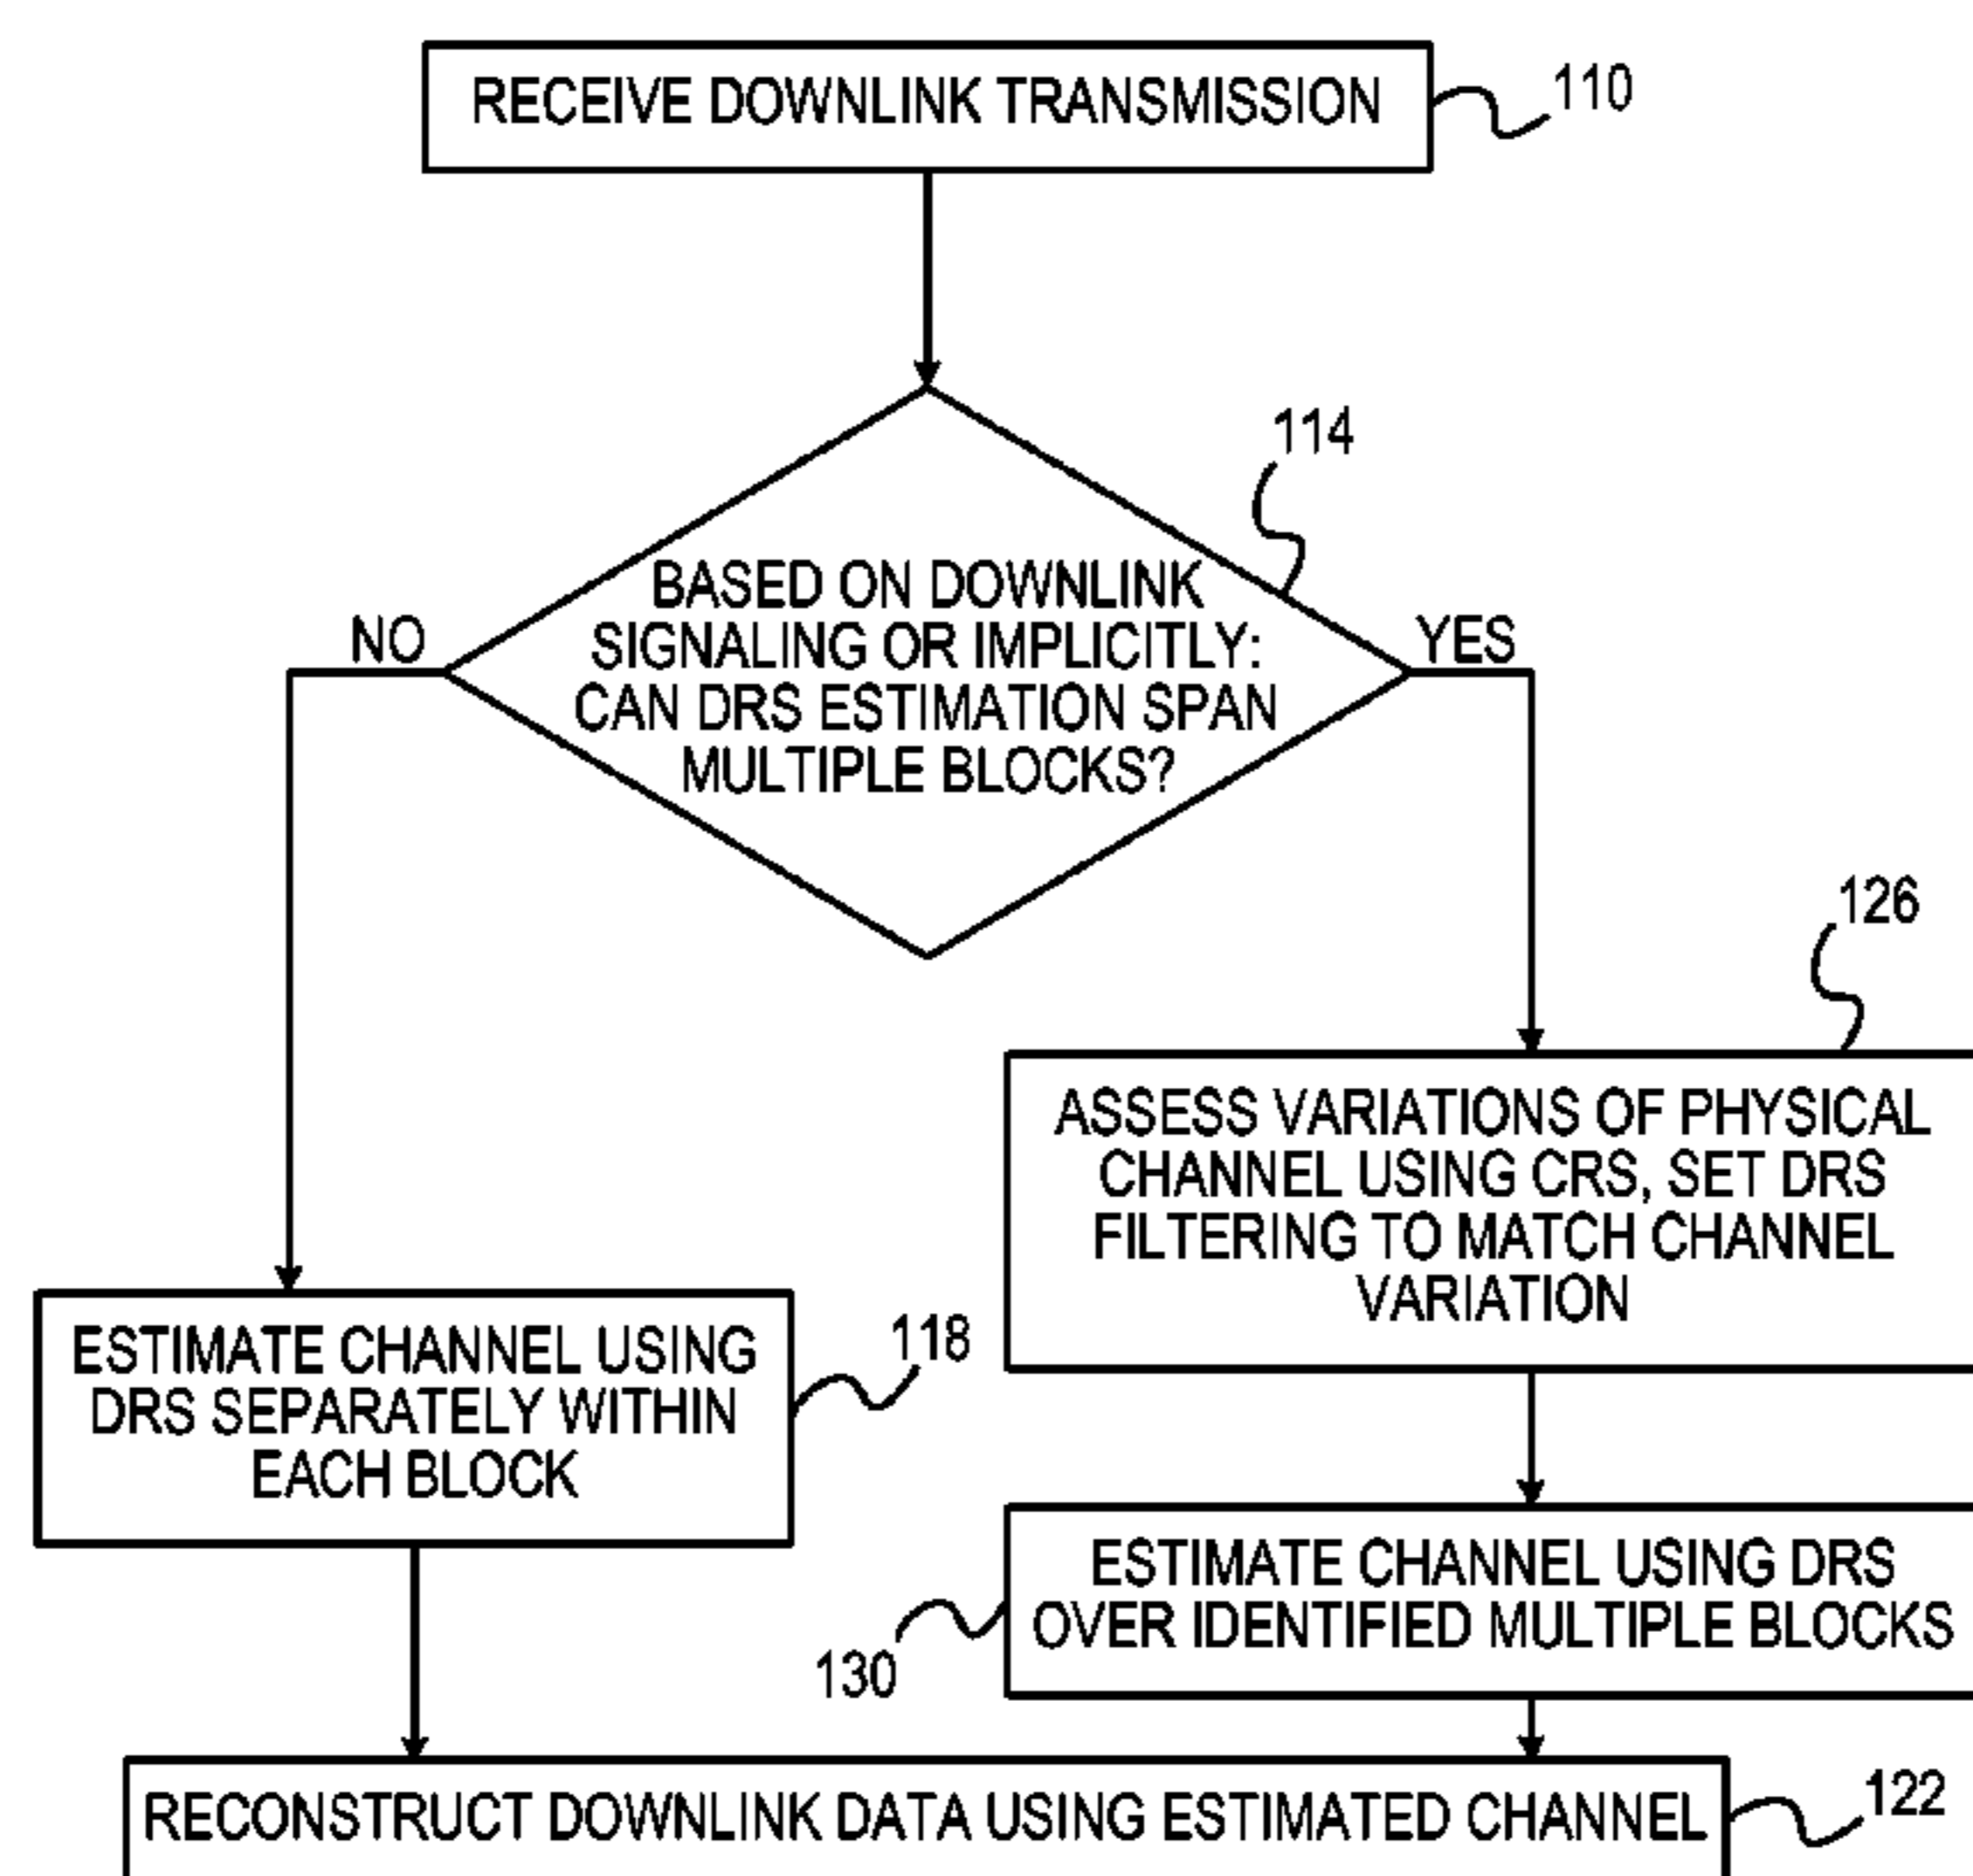 RECEIVE DOWNLINK TRANSMISSION
110
114
BASED ON DOWNLINK
SIGNALING OR IMPLICITLY:
CAN DRS ESTIMATION SPAN
MULTIPLE BLOCKS?
NO
YES
126
ASSESS VARIATIONS OF PHYSICAL
CHANNEL USING CRS, SET DRS
FILTERING TO MATCH CHANNEL
VARIATION
ESTIMATE CHANNEL USING
DRS SEPARATELY WITHIN
EACH BLOCK
118
ESTIMATE CHANNEL USING DRS
OVER IDENTIFIED MULTIPLE BLOCKS
130
RECONSTRUCT DOWNLINK DATA USING ESTIMATED CHANNEL
122